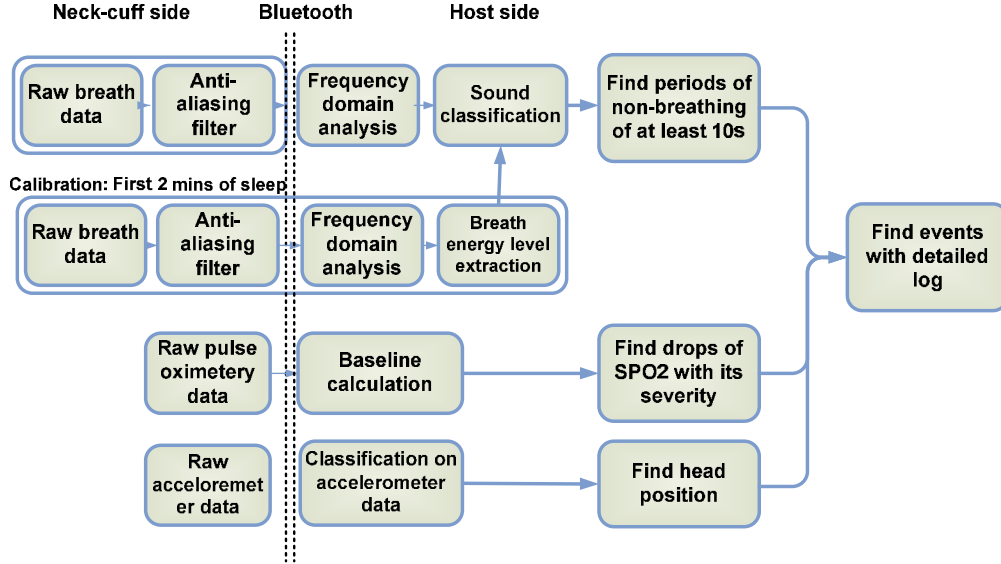 Neck-cuff side
Bluetooth
Host side
Raw breath
data
Anti-
aliasing
filter
Frequency
domain
analysis
Sound
classification
Find periods of
non-breathing
of at least 10s
Calibration: First 2 mins of sleep
Raw breath
data
Anti-
aliasing
filter
Frequency
domain
analysis
Breath
energy level
extraction
Find events
with detailed
log
Raw pulse
oximetery
data
Baseline
calculation
Find drops of
SPO2 with its
severity
Raw
acceloremet
er data
Classification on
accelerometer
data
Find head
position